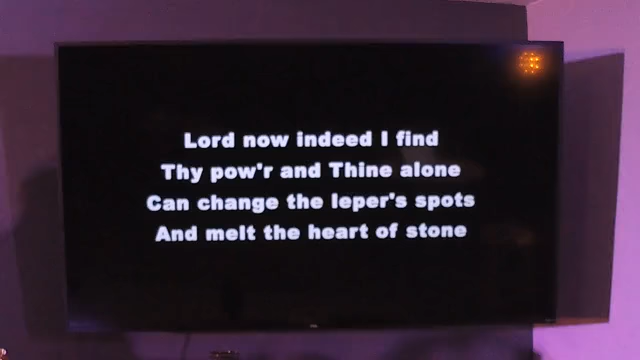 Lord now indeed I find
Thy pow'r and Thine alone
Can change the leper's spots
And melt the heart of stone